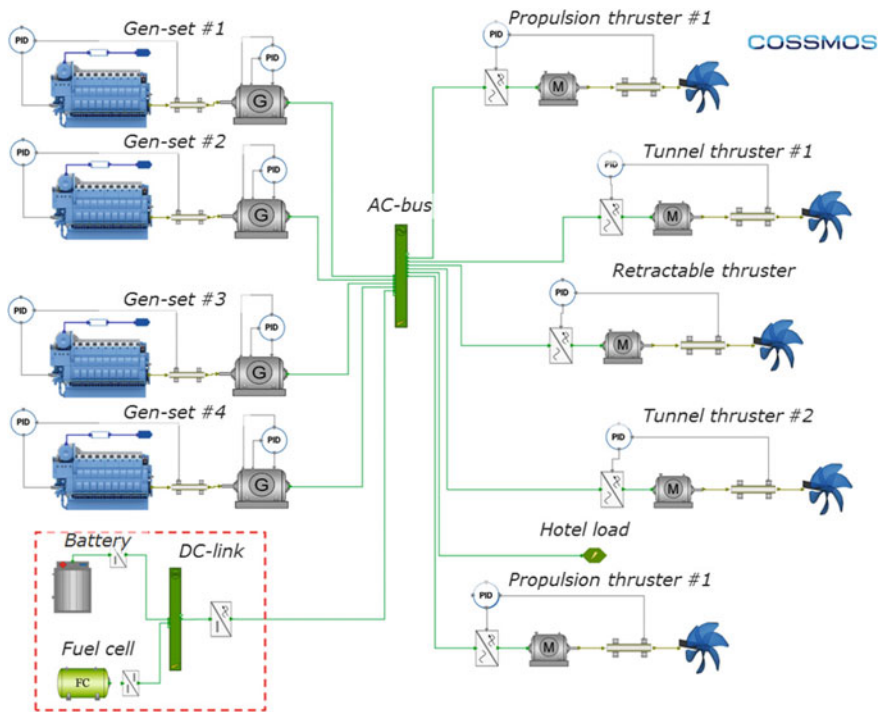 Gen-set #1
PID
PID
G
Gen-set #2
PID
PID
G
Gen-set #3
PID
PID
G
Gen-set #4
PID
PID
G
Battery
DC-link
Fuel cell
FC
AC-bus
COSSMOS
Propulsion thruster #1
PID
M
Tunnel thruster #1
PID
M
Retractable thruster
PID
M
Tunnel thruster #2
PID
M
Hotel load
Propulsion thruster #1
PID
M